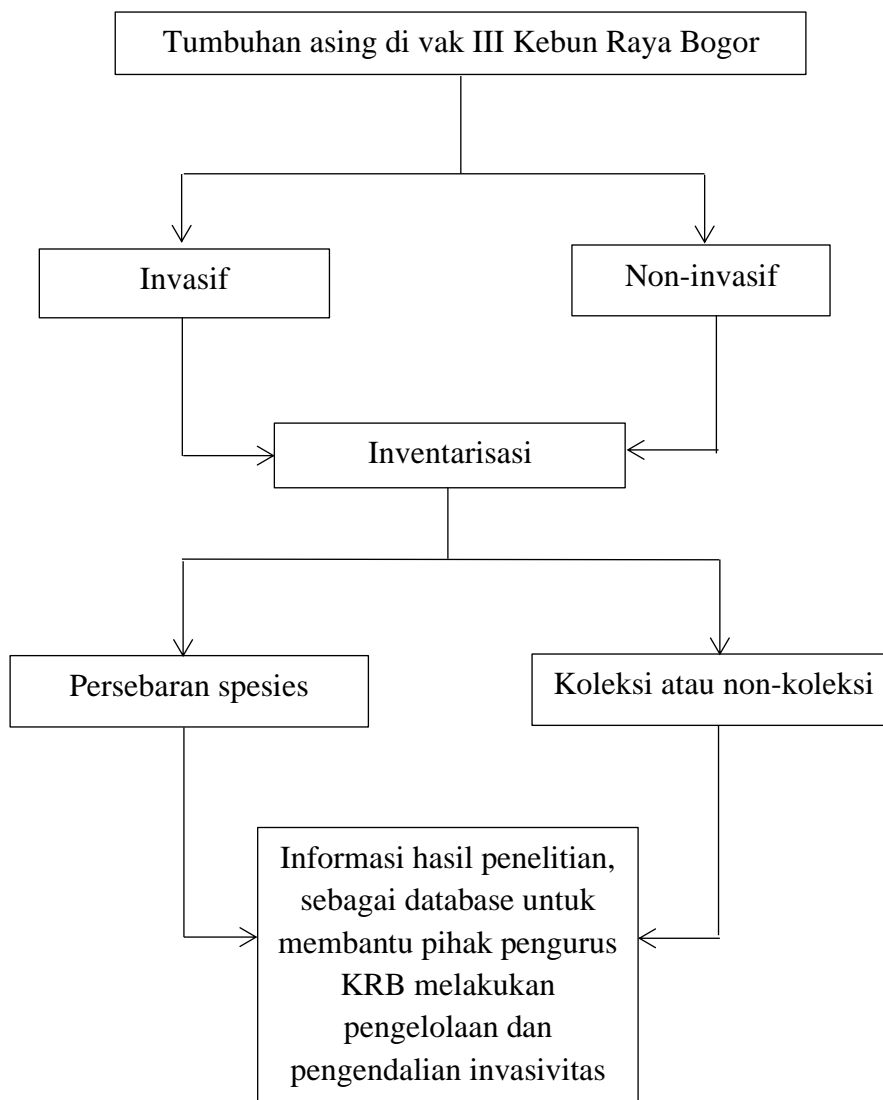 Tumbuhan asing di vak III Kebun Raya Bogor
Invasif
Non-invasif
Inventarisasi
Persebaran spesies
Koleksi atau non-koleksi
Informasi hasil penelitian,
sebagai database untuk
membantu pihak pengurus
KRB melakukan
pengelolaan dan
pengendalian invasivitas